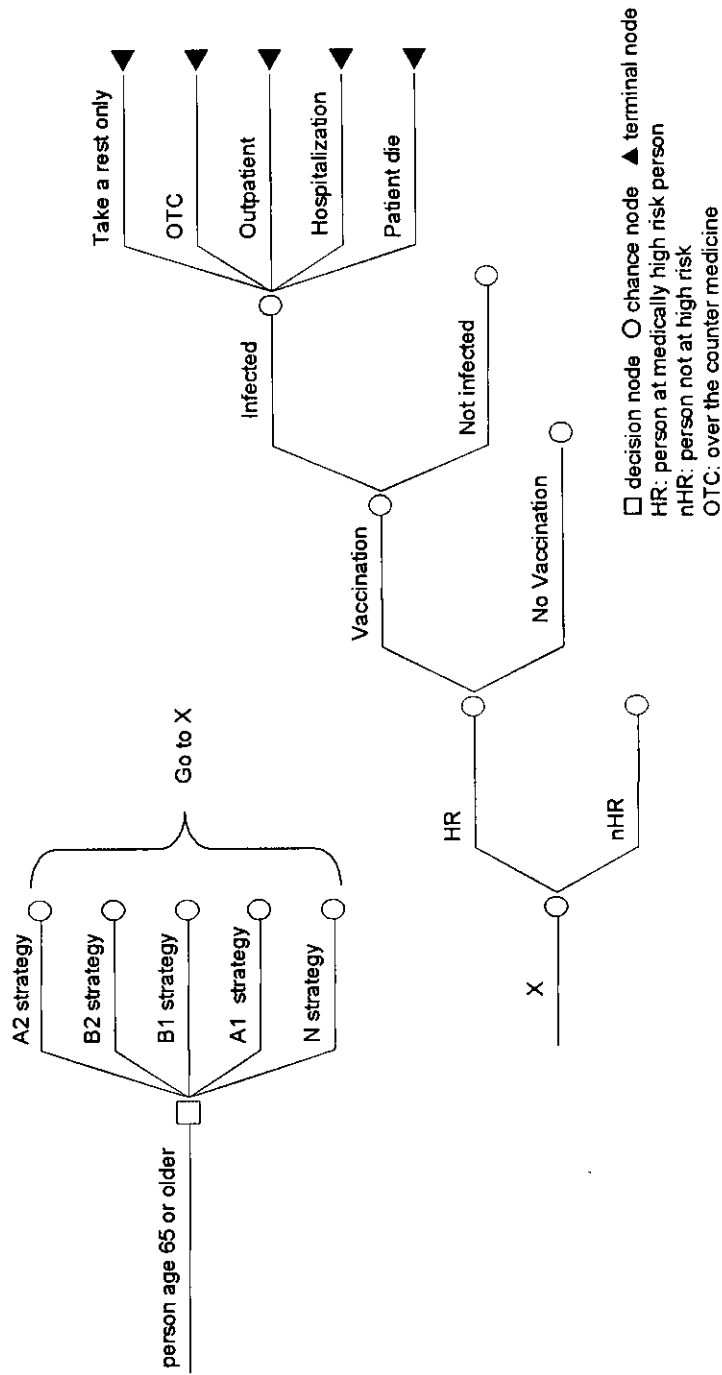 person age 65 or older
A2 strategy
B2 strategy
B1 strategy
A1 strategy
N strategy
Go to X
X
HR
nHR
Vaccination
No Vaccination
Infected
Not infected
Take a rest only
OTC
Outpatient
Hospitalization
Patient die
□ decision node ○ chance node ▲ terminal node
HR: person at medically high risk person
nHR: person not at high risk
OTC: over the counter medicine